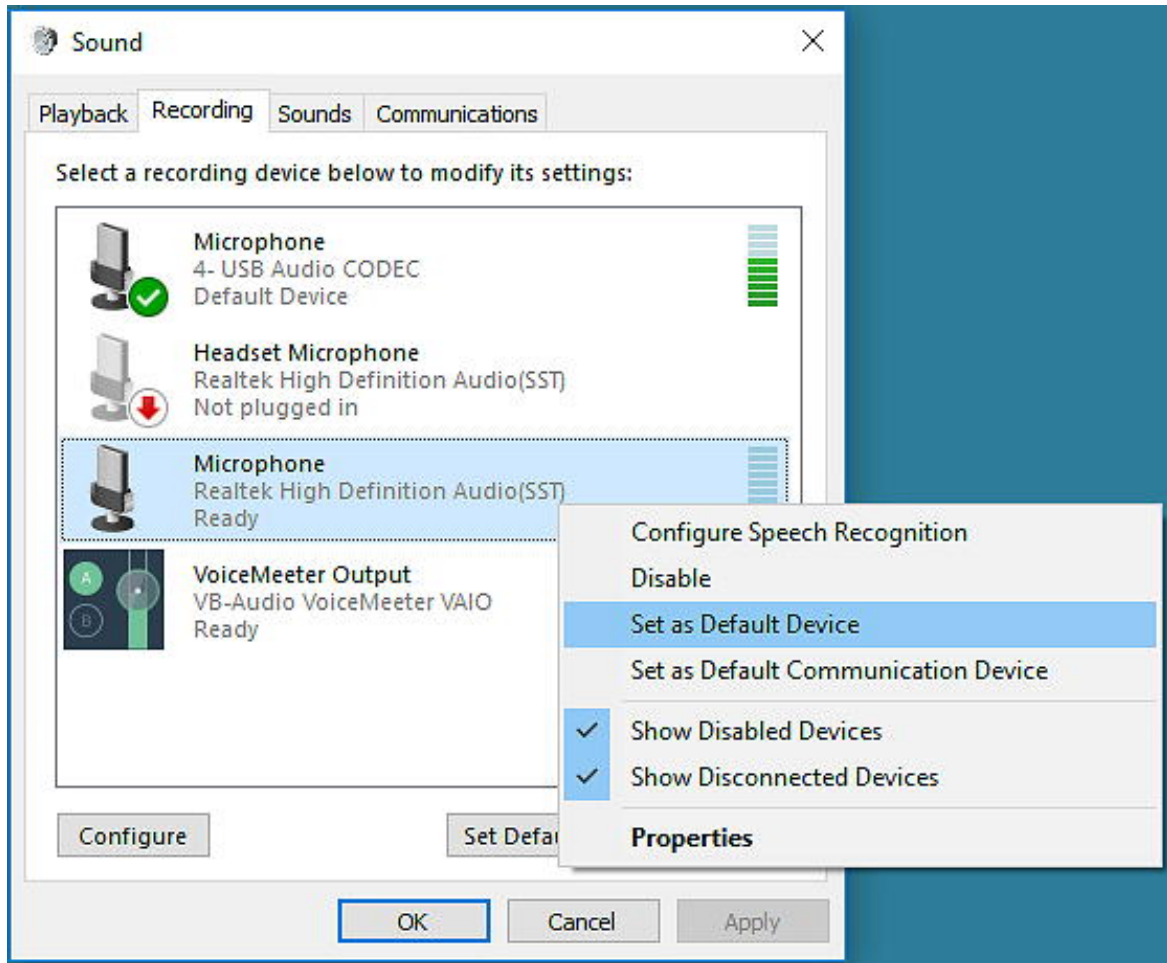 Sound
Playback
Recording
Sounds
Communications
Select a recording device below to modify its settings:
Microphone
4- USB Audio CODEC
Default Device
Headset Microphone
Realtek High Definition Audio(SST)
Not plugged in
Microphone
Realtek High Definition Audio(SST)
Ready
VoiceMeeter Output
VB-Audio VoiceMeeter VAIO
Ready
A
B
Configure Speech Recognition
Disable
Set as Default Device
Set as Default Communication Device
Show Disabled Devices
Show Disconnected Devices
Properties
Configure
Set Defa
OK
Cancel
Apply